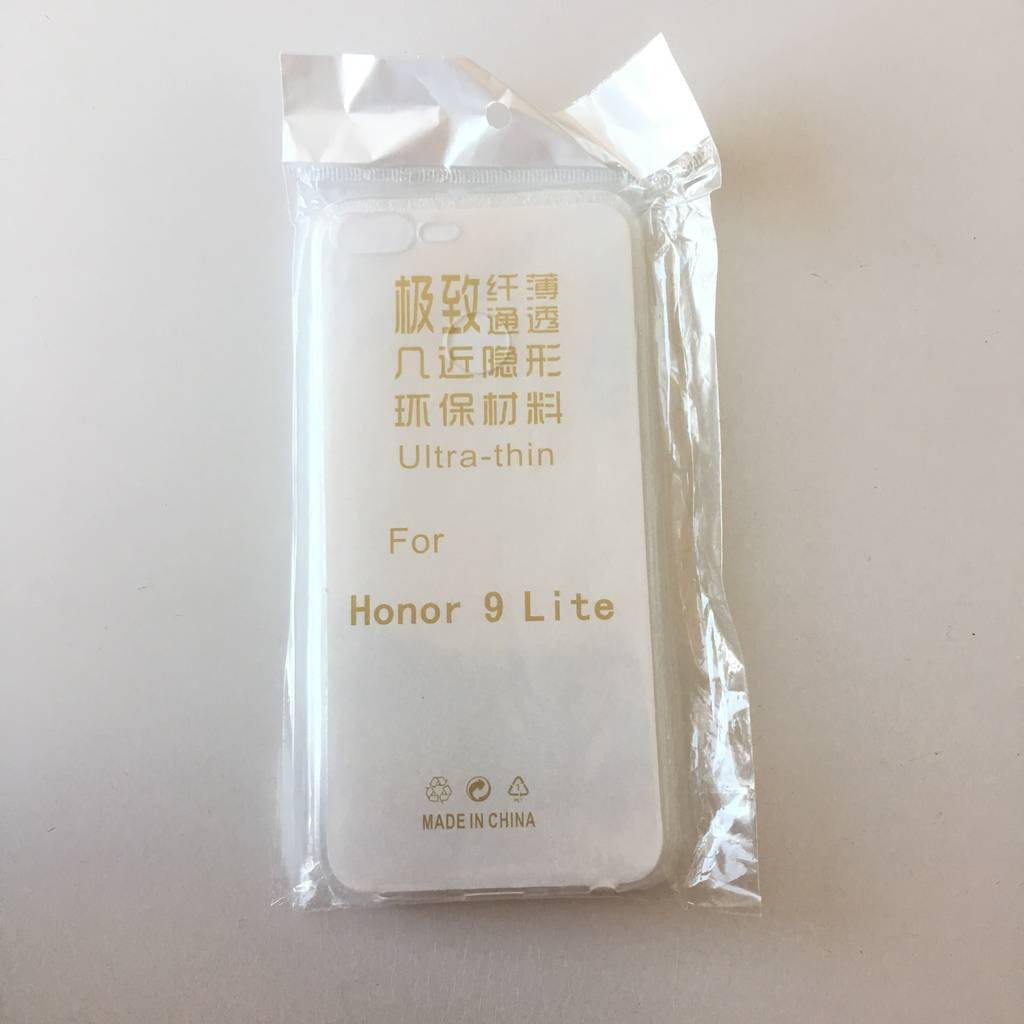 极致纤薄
通透
几近隐形
环保材料
Ultra-thin
For
Honor 9 Lite
1
MADE IN CHINA